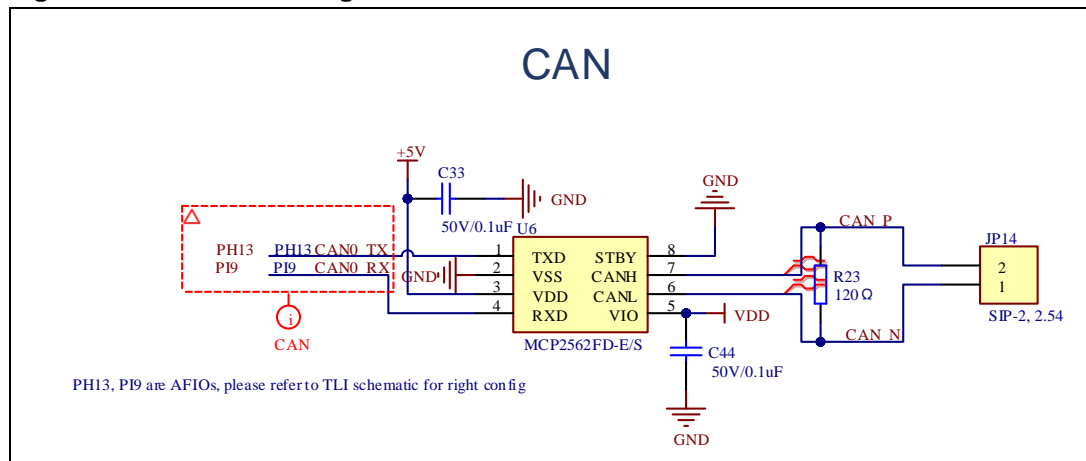 CAN
+5V
C33
GND
50V/0.1uF
U6
GND
PH13
PH13 CAN0_TX
PI9
PI9 CAN0_RX
GND
1
TXD
2
VSS
3
VDD
4
RXD
STBY
8
CANH
7
CANL
6
VIO
5
MCP2562FD-E/S
VDD
C44
50V/0.1uF
GND
CAN_P
R23
120Ω
CAN_N
JP14
2
1
SIP-2, 2.54
i
CAN
PH13, PI9 are AFIOs, please refer to TLI schematic for right config